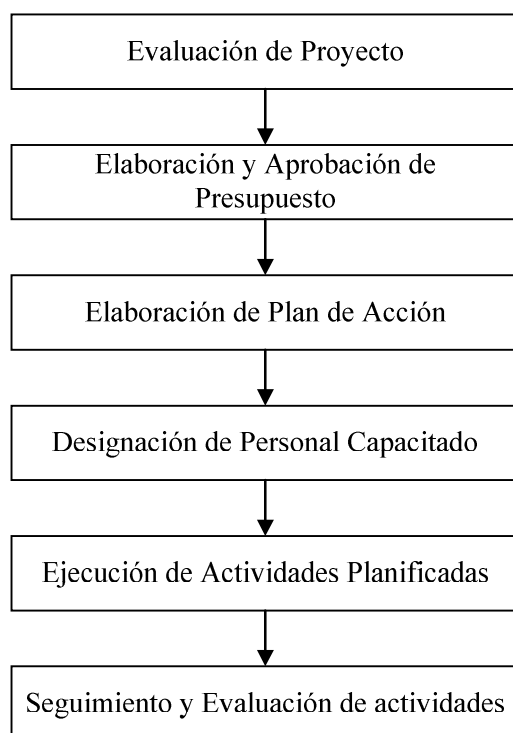 Evaluación de Proyecto
Elaboración y Aprobación de
Presupuesto
Elaboración de Plan de Acción
Designación de Personal Capacitado
Ejecución de Actividades Planificadas
Seguimiento y Evaluación de actividades